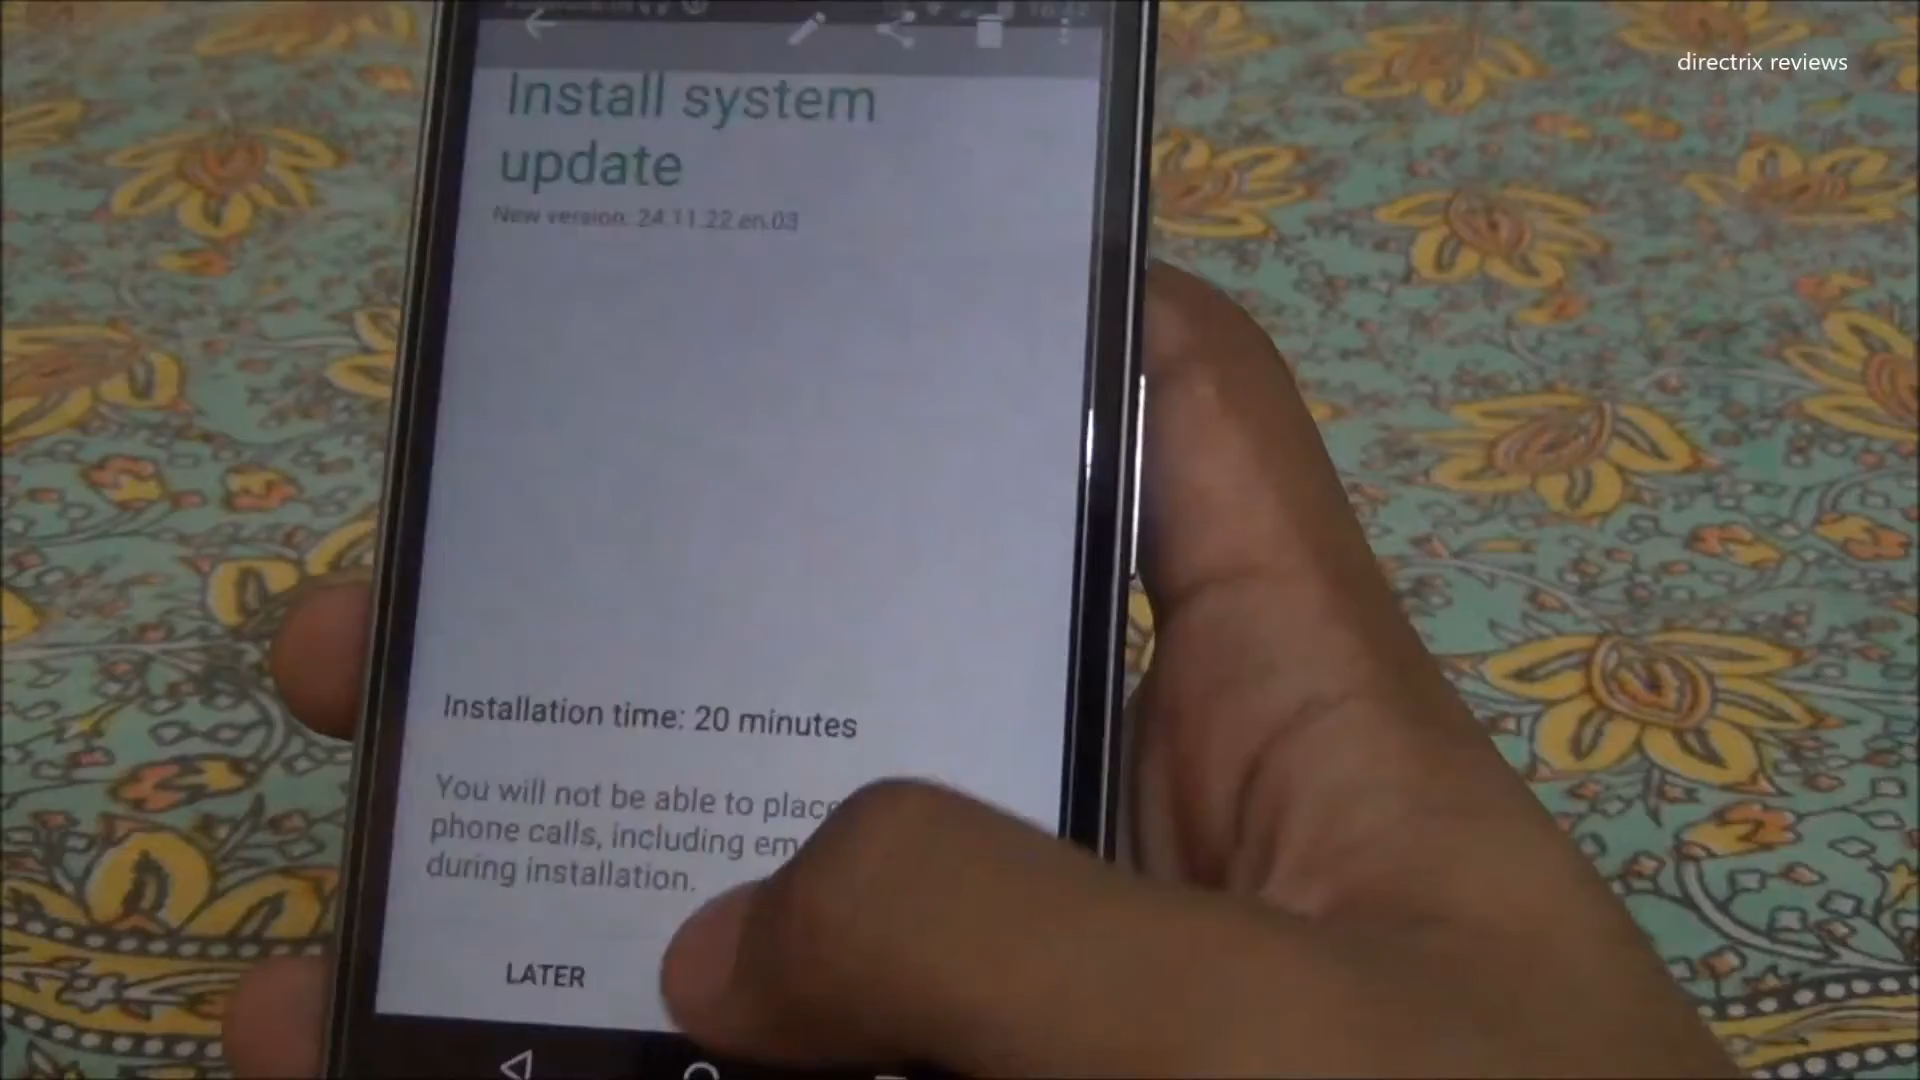 directrix reviews
Install system
update
New version: 24.11.22.en.03
Installation time: 20 minutes
You will not be able to place
phone calls, including em
during installation.
LATER